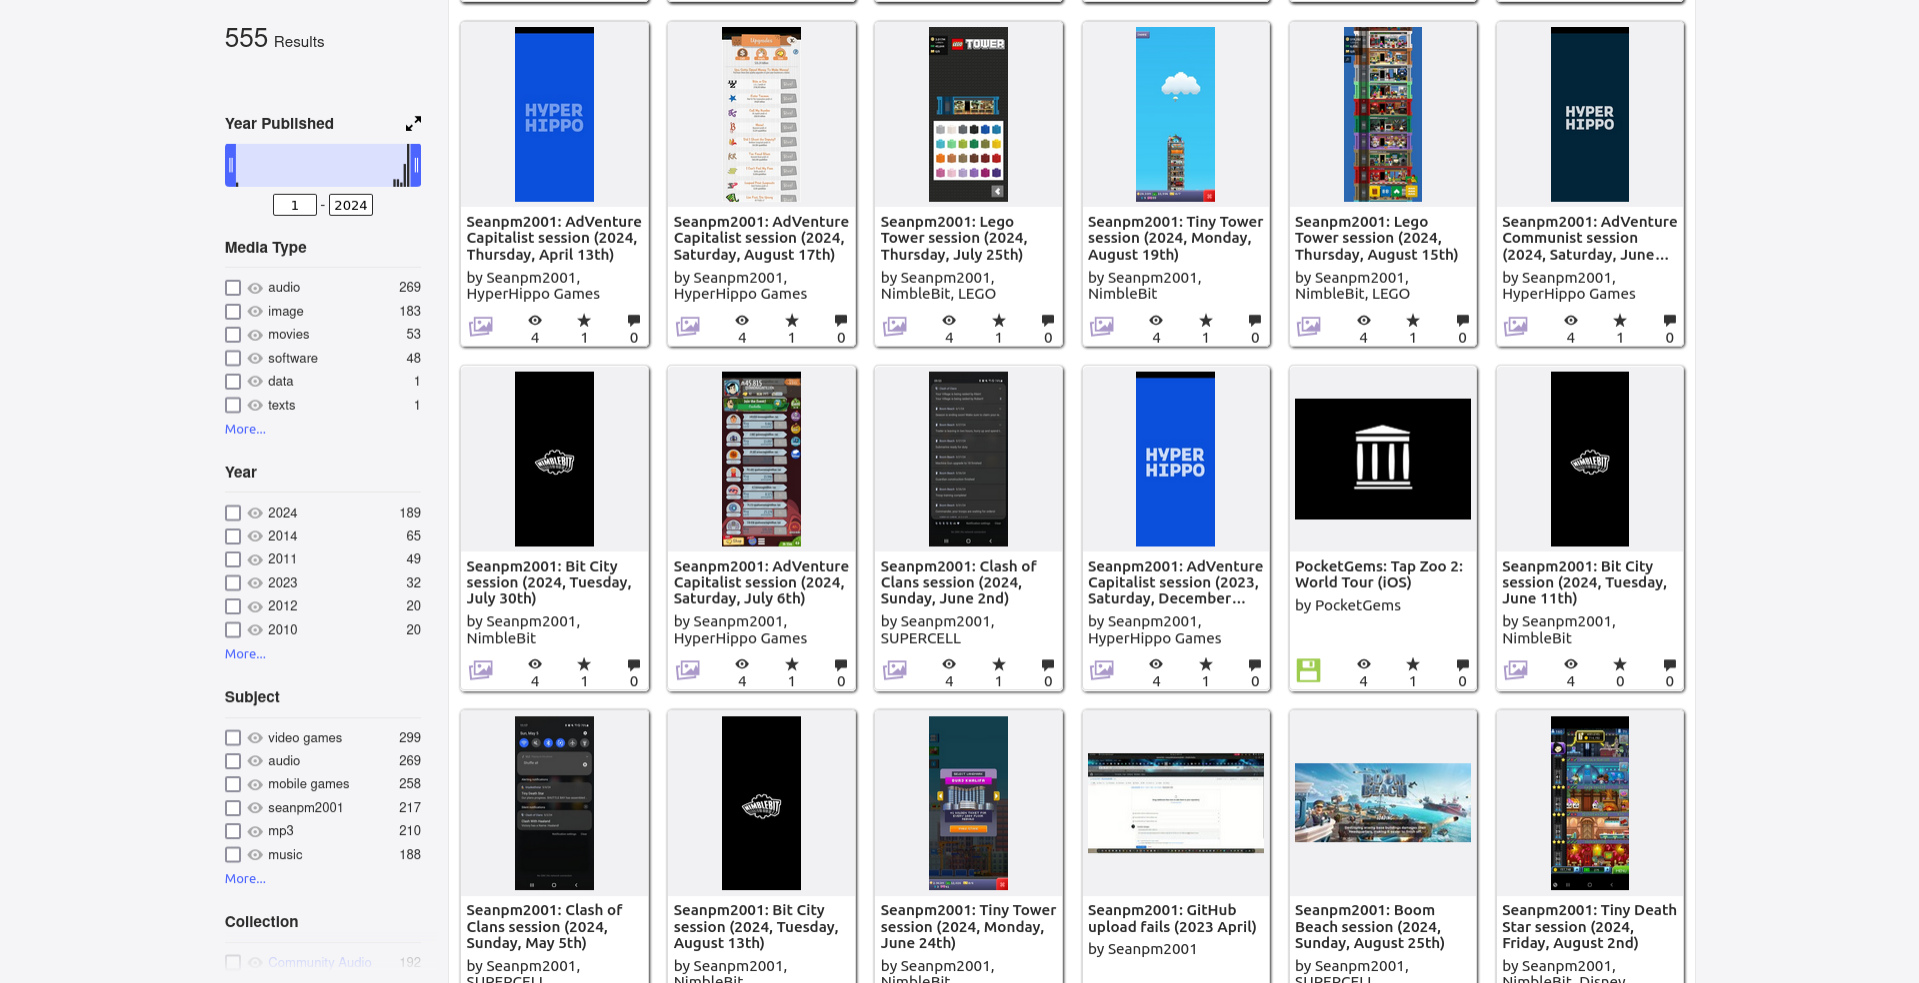 555 Results
Year Published
1 - 2024
Media Type
audio 269
image 183
movies 53
software 48
data 1
texts 1
More...
Year
2024 189
2014 65
2011 49
2023 32
2012 20
2010 20
More...
Subject
video games 299
audio 269
mobile games 258
seanpm2001 217
mp3 210
music 188
More...
Collection
Community Audio 192
HYPER
HIPPO
Seanpm2001: AdVenture
Capitalist session (2024,
Thursday, April 13th)
by Seanpm2001,
HyperHippo Games
4 1 0
Upgrades
Seanpm2001: AdVenture
Capitalist session (2024,
Saturday, August 17th)
by Seanpm2001,
HyperHippo Games
4 1 0
LEGO TOWER
Seanpm2001: Lego
Tower session (2024,
Thursday, July 25th)
by Seanpm2001,
NimbleBit, LEGO
4 1 0
Seanpm2001: Tiny Tower
session (2024, Monday,
August 19th)
by Seanpm2001,
NimbleBit
4 1 0
Seanpm2001: Lego
Tower session (2024,
Thursday, August 15th)
by Seanpm2001,
NimbleBit, LEGO
4 1 0
HYPER
HIPPO
Seanpm2001: AdVenture
Communist session
(2024, Saturday, June...
by Seanpm2001,
HyperHippo Games
4 1 0
NIMBLEBIT
Seanpm2001: Bit City
session (2024, Tuesday,
July 30th)
by Seanpm2001,
NimbleBit
4 1 0
Seanpm2001: AdVenture
Capitalist session (2024,
Saturday, July 6th)
by Seanpm2001,
HyperHippo Games
4 1 0
Seanpm2001: Clash of
Clans session (2024,
Sunday, June 2nd)
by Seanpm2001,
SUPERCELL
4 1 0
HYPER
HIPPO
Seanpm2001: AdVenture
Capitalist session (2023,
Saturday, December...
by Seanpm2001,
HyperHippo Games
4 1 0
PocketGems: Tap Zoo 2:
World Tour (iOS)
by PocketGems
4 1 0
NIMBLEBIT
Seanpm2001: Bit City
session (2024, Tuesday,
June 11th)
by Seanpm2001,
NimbleBit
4 0 0
Seanpm2001: Clash of
Clans session (2024,
Sunday, May 5th)
by Seanpm2001,
SUPERCELL
NIMBLEBIT
Seanpm2001: Bit City
session (2024, Tuesday,
August 13th)
by Seanpm2001,
NimbleBit
Seanpm2001: Tiny Tower
session (2024, Monday,
June 24th)
by Seanpm2001,
NimbleBit
Seanpm2001: GitHub
upload fails (2023 April)
by Seanpm2001
BOOM
BEACH
Seanpm2001: Boom
Beach session (2024,
Sunday, August 25th)
by Seanpm2001,
SUPERCELL
Seanpm2001: Tiny Death
Star session (2024,
Friday, August 2nd)
by Seanpm2001,
NimbleBit, Disney